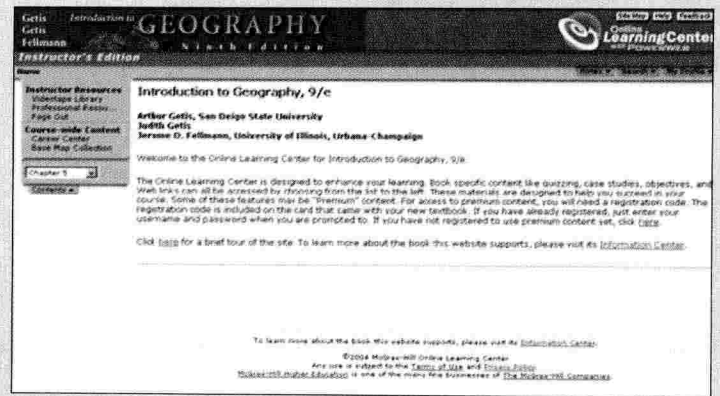 Getis Introduction to
Getis
Fellmann
GEOGRAPHY
Ninth Edition
Site Map Help Feedback
Online
Learning Center
with POWERWEB
Instructor's Edition
Home
Instructor Resources
Videotape Library
Professional Resou...
Page Out
Course-wide Content
Career Center
Base Map Collection
Chapter 5
Introduction to Geography, 9/e
Arthur Getis, San Deigo State University
Judith Getis
Jerome D. Fellmann, University of Illinois, Urbana-Champaign
Welcome to the Online Learning Center for Introduction to Geography, 9/e.
The Online Learning Center is designed to enhance your learning. Book specific content like quizzing, case studies, objectives, and
Web links can all be accessed by choosing from the list to the left. These materials are designed to help you succeed in your
course. Some of these features may be "Premium" content. For access to premium content, you will need a registration code. The
registration code is included on the card that came with your new textbook. If you have already registered, just enter your
username and password when you are prompted to. If you have not registered to use premium content yet, click here.
Click here for a brief tour of the site. To learn more about the book this website supports, please visit its Information Center.
To learn more about the book this website supports, please visit its Information Center.
©2004 McGraw-Hill Online Learning Center
Any use is subject to the Terms of Use and Privacy Policy.
McGraw-Hill Higher Education is one of the many fine businesses of The McGraw-Hill Companies.